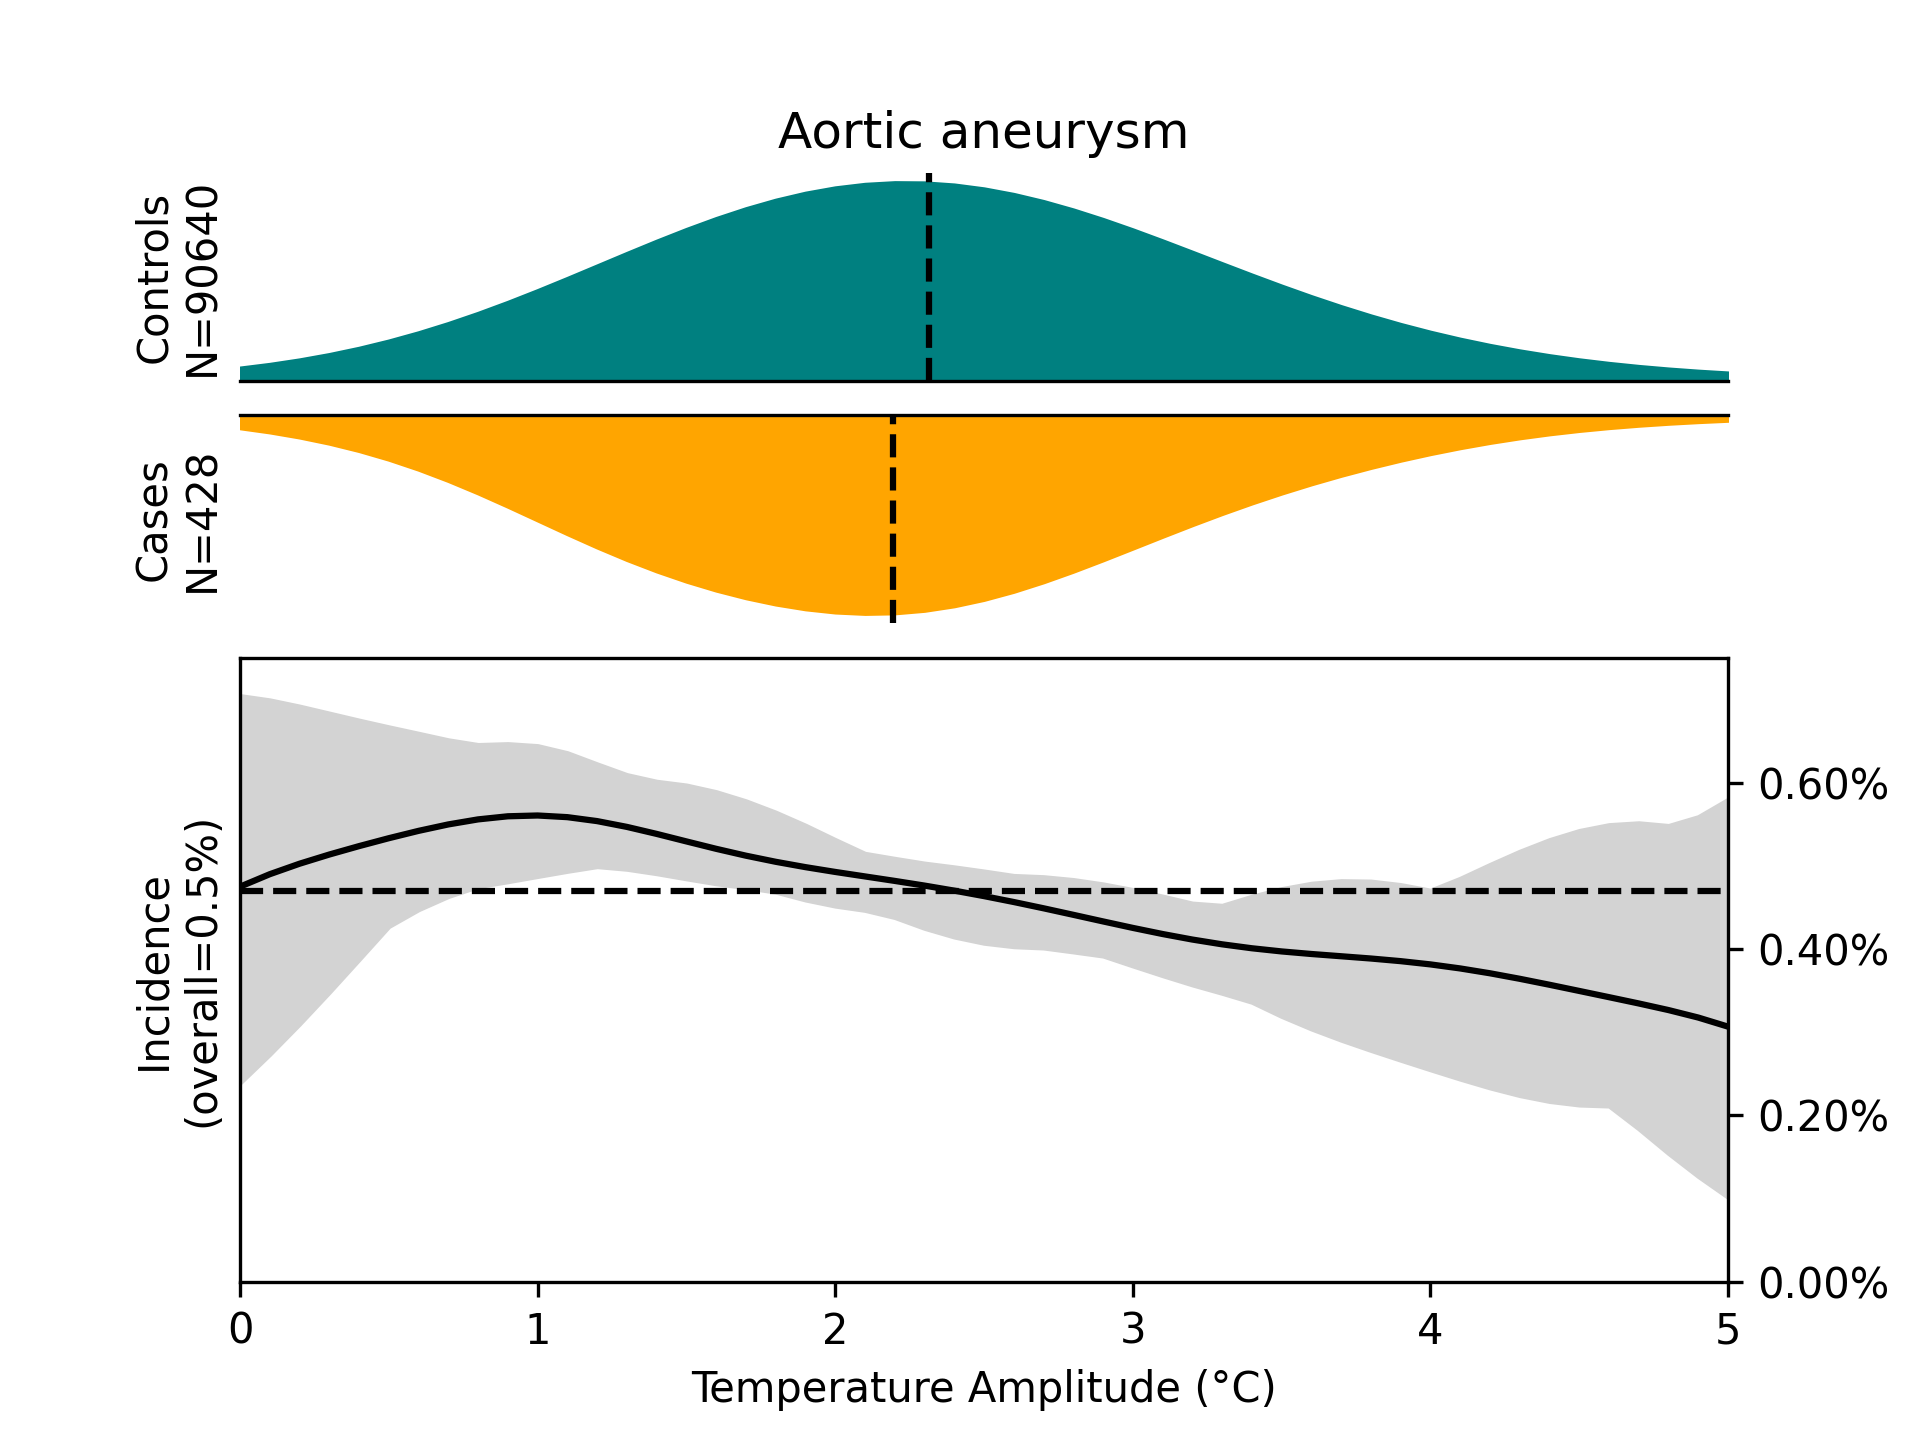 Aortic aneurysm
Controls
N=90640
Cases
N=428
Incidence
(overall=0.5%)
0.60%
0.40%
0.20%
0.00%
0 1 2 3 4 5
Temperature Amplitude (°C)